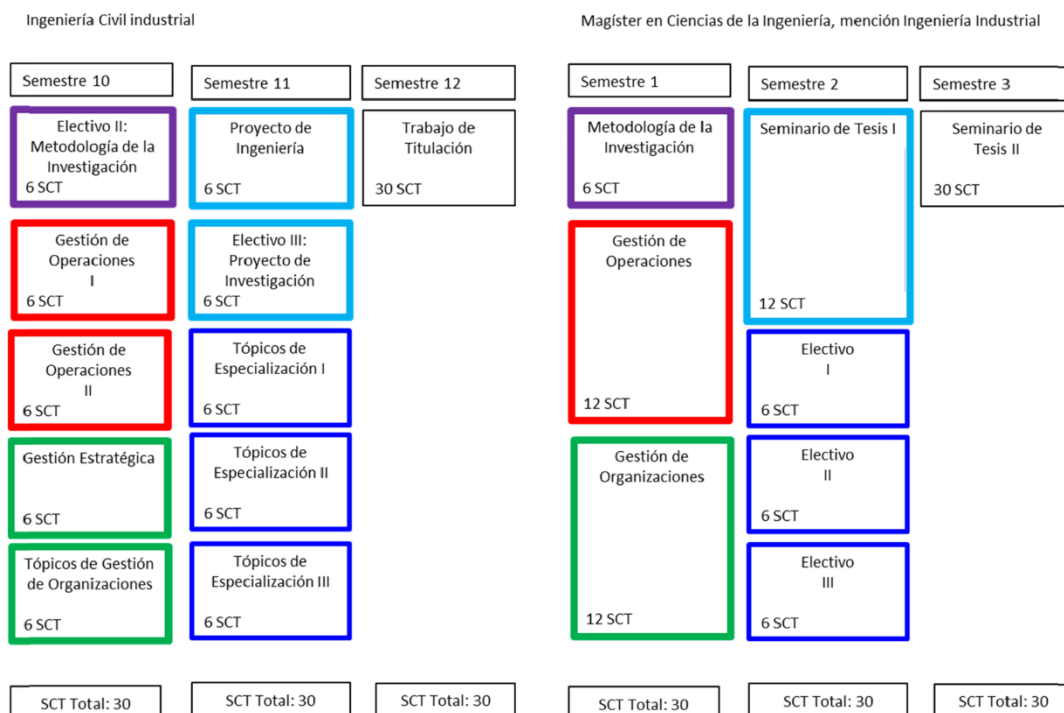 Ingeniería Civil industrial
Magíster en Ciencias de la Ingeniería, mención Ingeniería Industrial
Semestre 10
Electivo II:
Metodología de la
Investigación
6 SCT
Gestión de
Operaciones
I
6 SCT
Gestión de
Operaciones
II
6 SCT
Gestión Estratégica
6 SCT
Tópicos de Gestión
de Organizaciones
6 SCT
SCT Total: 30
Semestre 11
Proyecto de
Ingeniería
6 SCT
Electivo III:
Proyecto de
Investigación
6 SCT
Tópicos de
Especialización I
6 SCT
Tópicos de
Especialización II
6 SCT
Tópicos de
Especialización III
6 SCT
SCT Total: 30
Semestre 12
Trabajo de
Titulación
30 SCT
SCT Total: 30
Semestre 1
Metodología de la
Investigación
6 SCT
Gestión de
Operaciones
12 SCT
Gestión de
Organizaciones
12 SCT
SCT Total: 30
Semestre 2
Seminario de Tesis I
12 SCT
Electivo
I
6 SCT
Electivo
II
6 SCT
Electivo
III
6 SCT
SCT Total: 30
Semestre 3
Seminario de
Tesis II
30 SCT
SCT Total: 30